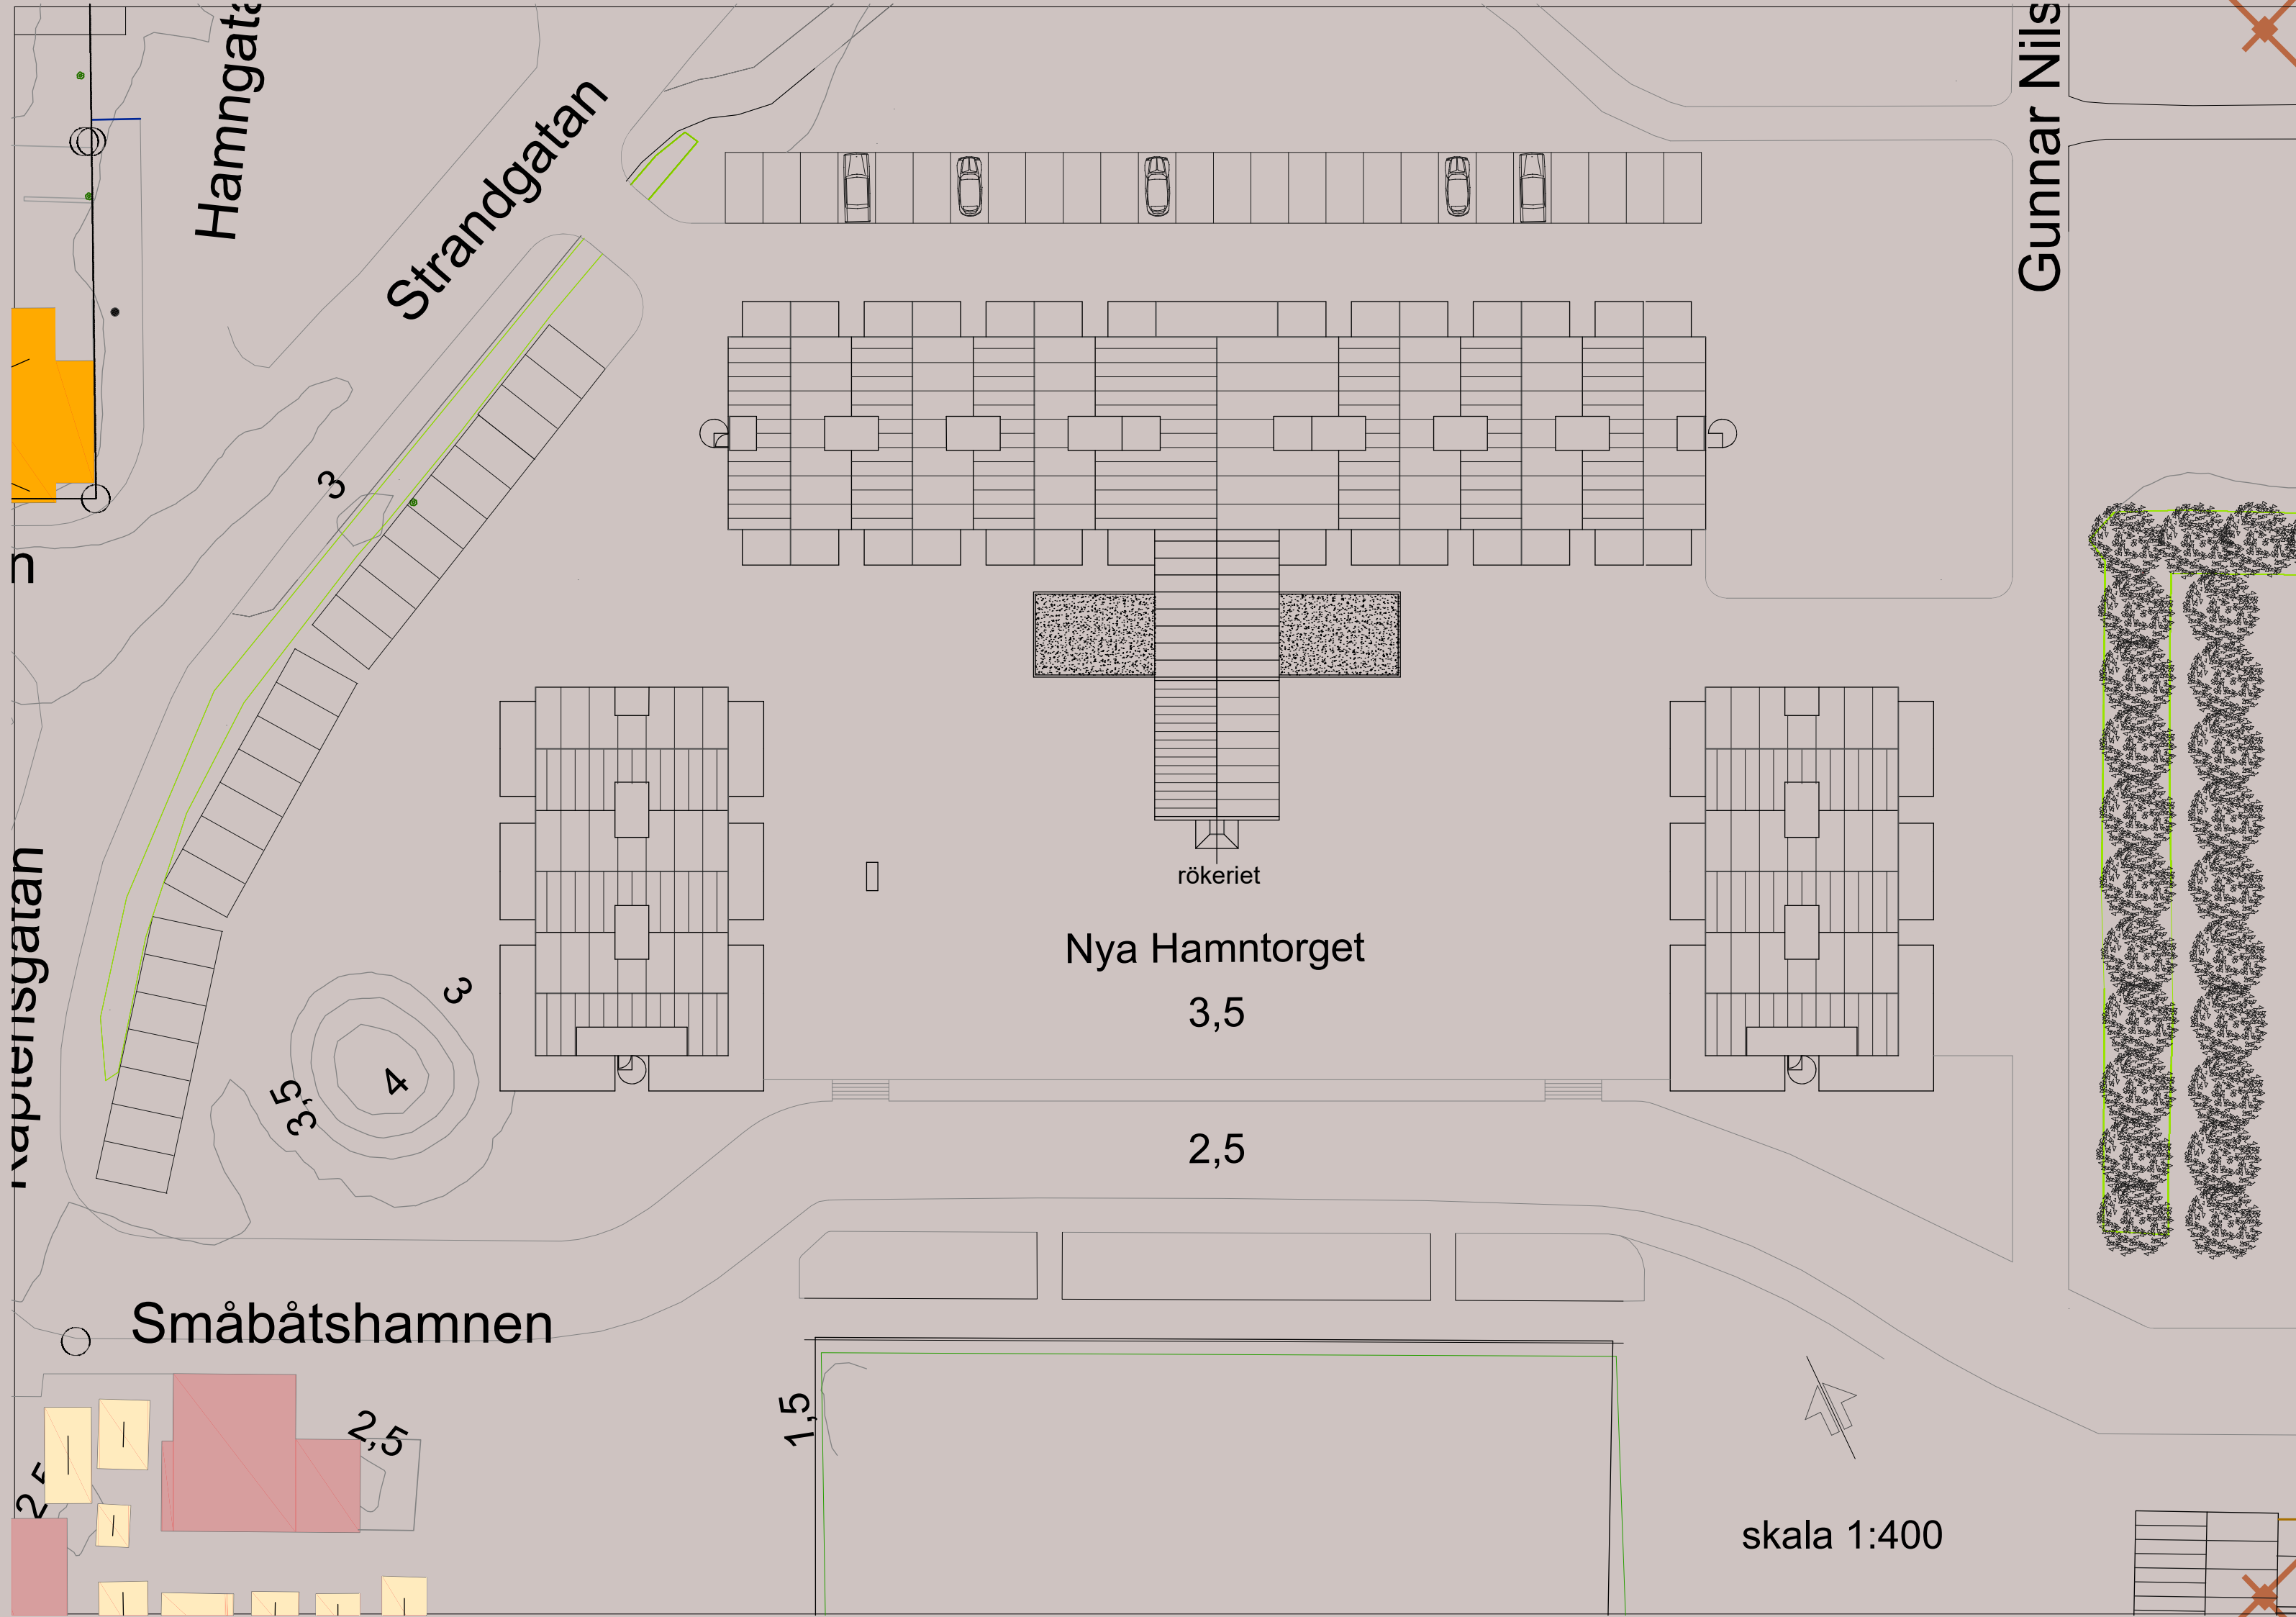 Hamngata
Strandgatan
Gunnar Nils
3
n
rökeriet
Nya Hamntorget
3
3,5
4
3,5
2,5
Småbåtshamnen
1,5
2,5
skala 1:400